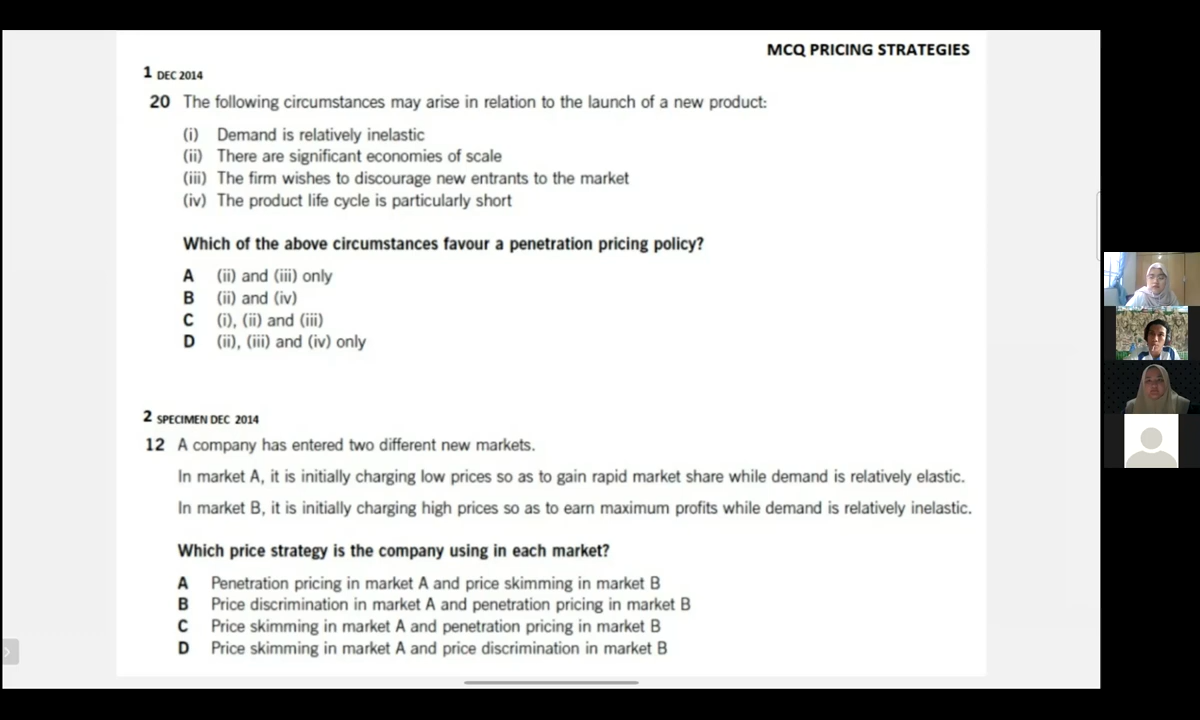 MCQ PRICING STRATEGIES
1 DEC 2014
20 The following circumstances may arise in relation to the launch of a new product:
(i) Demand is relatively inelastic
(ii) There are significant economies of scale
(iii) The firm wishes to discourage new entrants to the market
(iv) The product life cycle is particularly short
Which of the above circumstances favour a penetration pricing policy?
A (ii) and (iii) only
B (ii) and (iv)
C (i), (ii) and (iii)
D (ii), (iii) and (iv) only
2 SPECIMEN DEC 2014
12 A company has entered two different new markets.
In market A, it is initially charging low prices so as to gain rapid market share while demand is relatively elastic.
In market B, it is initially charging high prices so as to earn maximum profits while demand is relatively inelastic.
Which price strategy is the company using in each market?
A Penetration pricing in market A and price skimming in market B
B Price discrimination in market A and penetration pricing in market B
C Price skimming in market A and penetration pricing in market B
D Price skimming in market A and price discrimination in market B